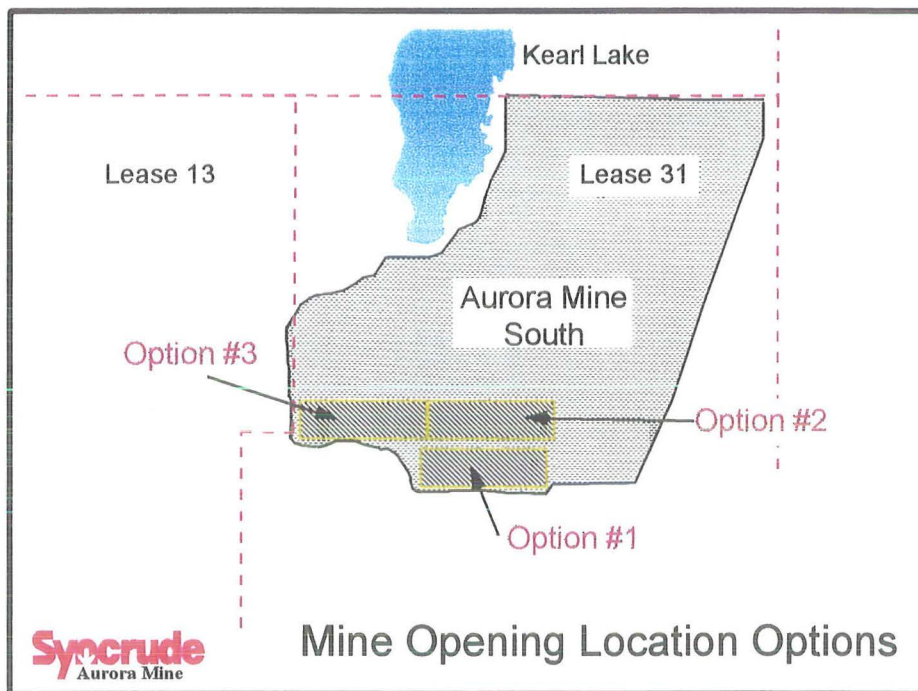 Kearl Lake
Lease 13
Lease 31
Aurora Mine
South
Option #3
Option #2
Option #1
Syncrude
Aurora Mine
Mine Opening Location Options